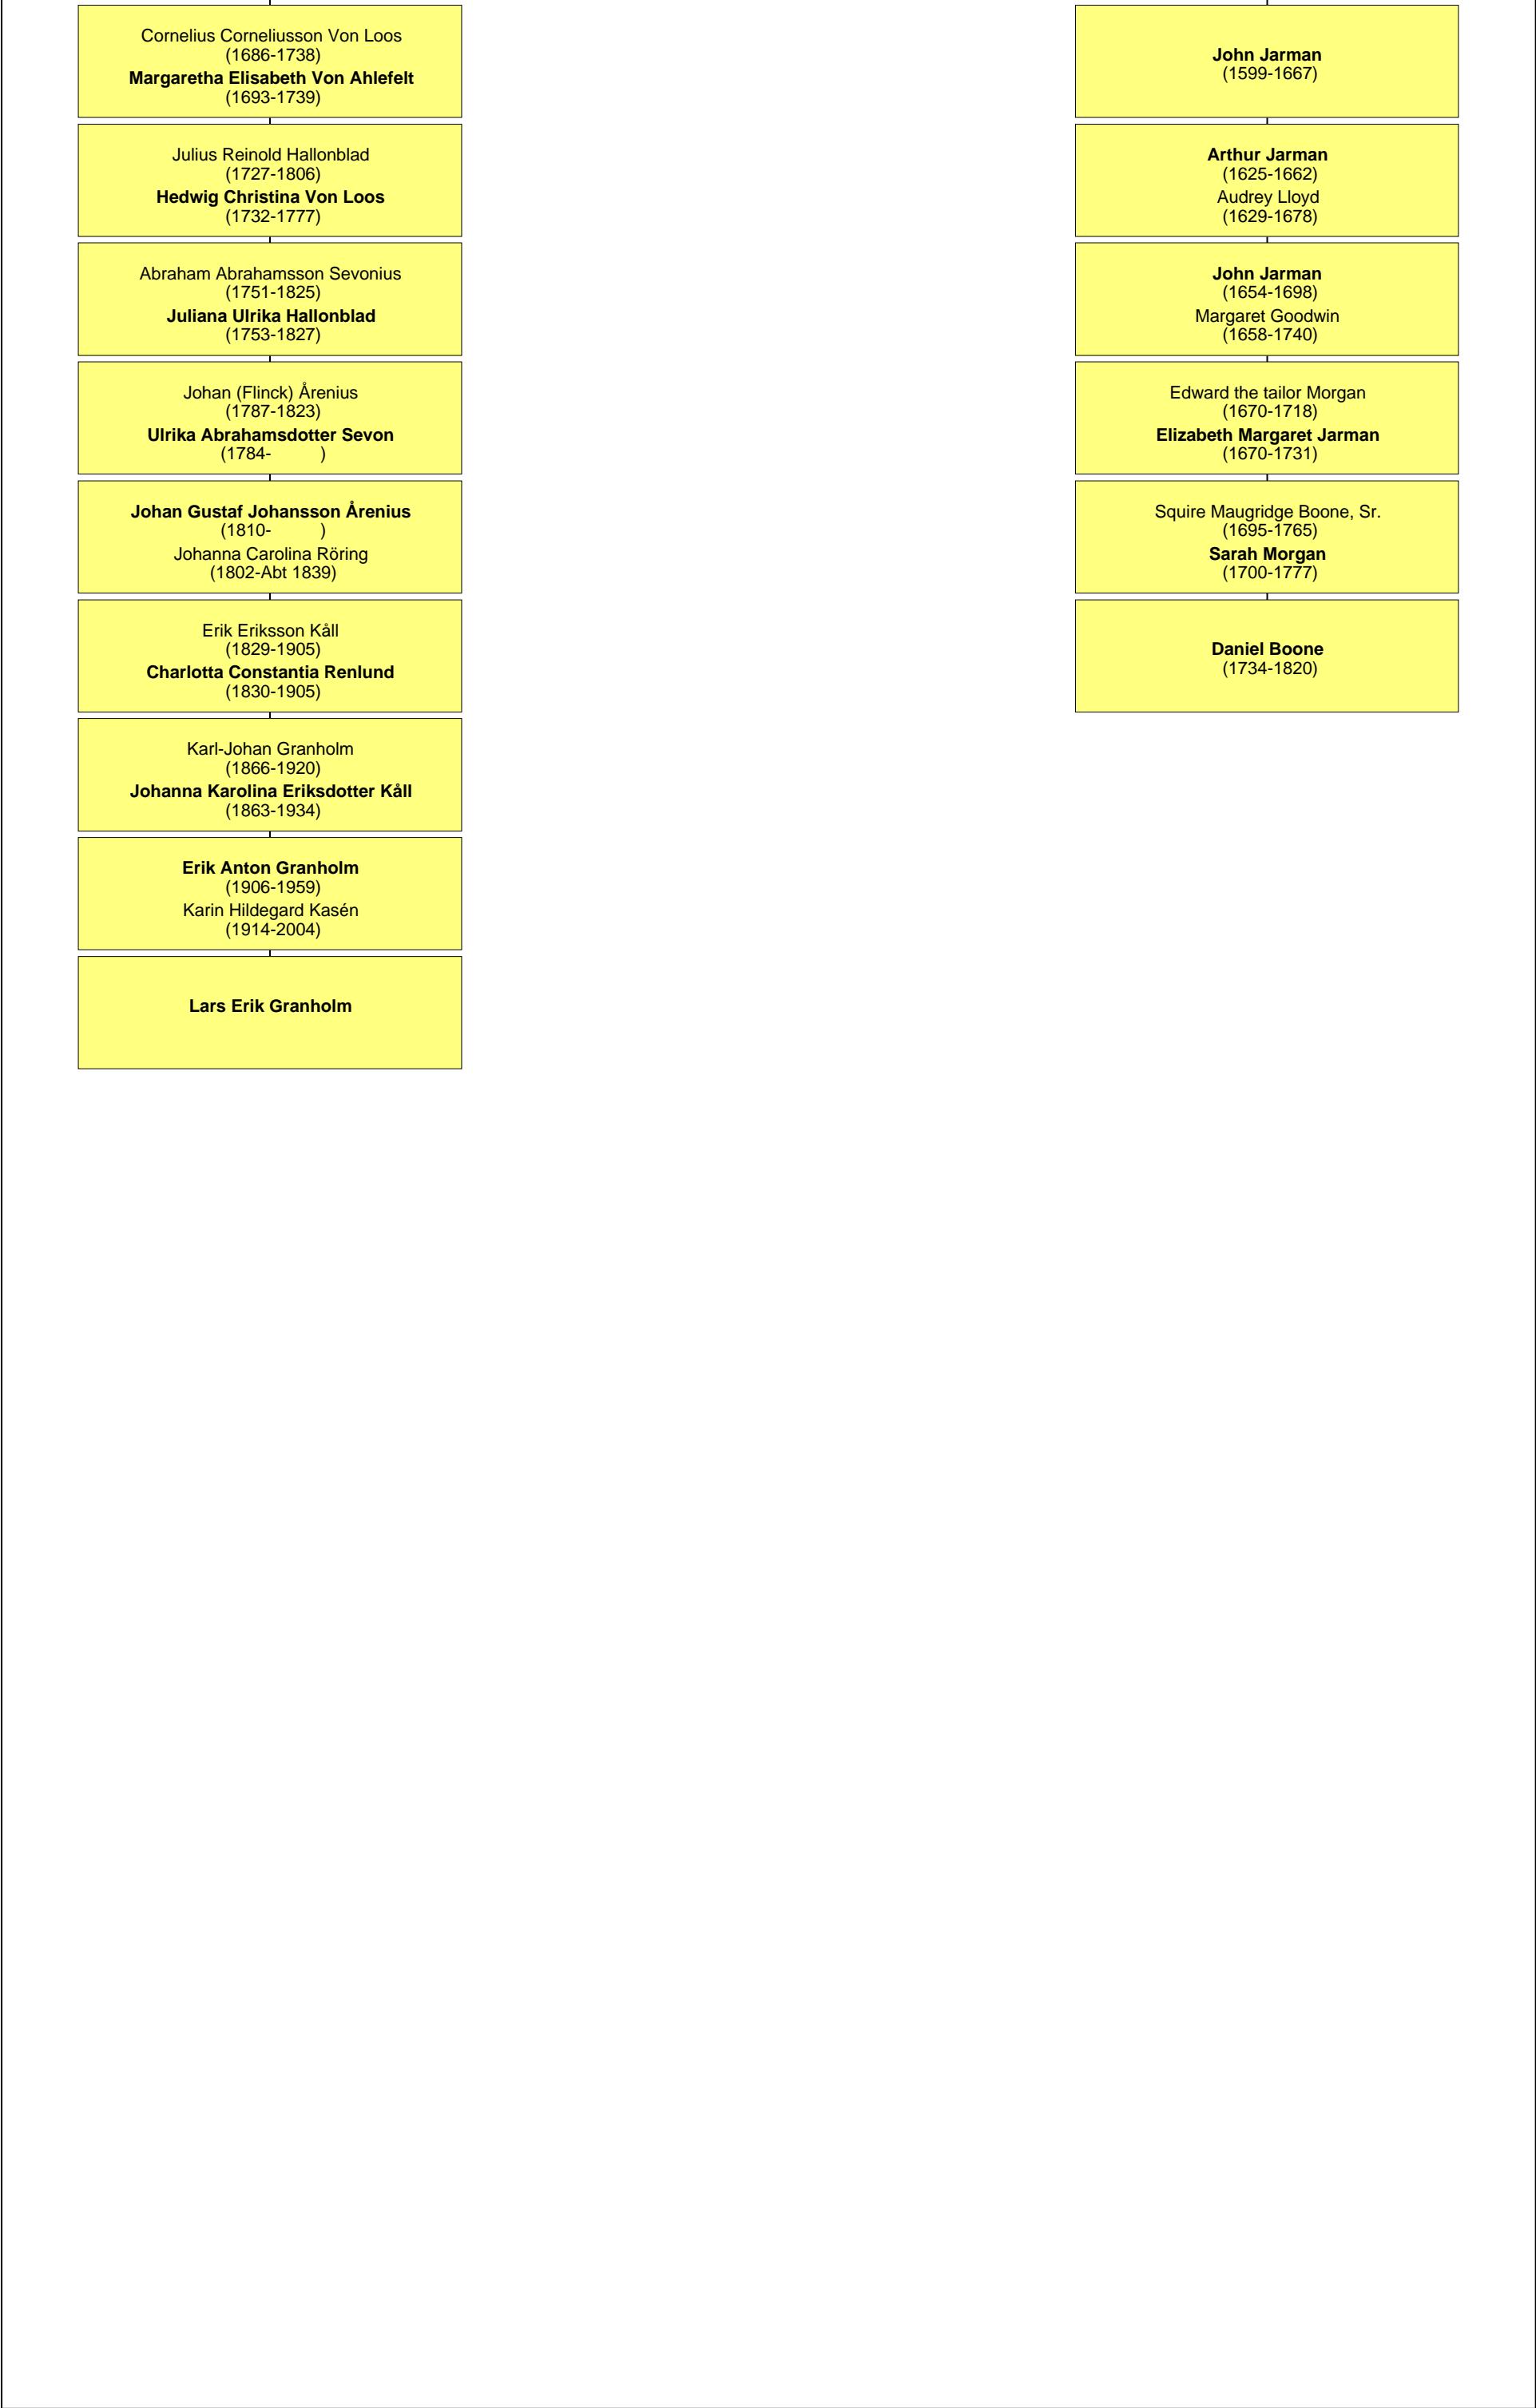 Cornelius Corneliusson Von Loos
(1686-1738)
Margaretha Elisabeth Von Ahlefelt
(1693-1739)
Julius Reinold Hallonblad
(1727-1806)
Hedwig Christina Von Loos
(1732-1777)
Abraham Abrahamsson Sevonius
(1751-1825)
Juliana Ulrika Hallonblad
(1753-1827)
Johan (Flinck) Årenius
(1787-1823)
Ulrika Abrahamsdotter Sevon
(1784- )
Johan Gustaf Johansson Årenius
(1810- )
Johanna Carolina Röring
(1802-Abt 1839)
Erik Eriksson Kåll
(1829-1905)
Charlotta Constantia Renlund
(1830-1905)
Karl-Johan Granholm
(1866-1920)
Johanna Karolina Eriksdotter Kåll
(1863-1934)
Erik Anton Granholm
(1906-1959)
Karin Hildegard Kasén
(1914-2004)
Lars Erik Granholm
John Jarman
(1599-1667)
Arthur Jarman
(1625-1662)
Audrey Lloyd
(1629-1678)
John Jarman
(1654-1698)
Margaret Goodwin
(1658-1740)
Edward the tailor Morgan
(1670-1718)
Elizabeth Margaret Jarman
(1670-1731)
Squire Maugridge Boone, Sr.
(1695-1765)
Sarah Morgan
(1700-1777)
Daniel Boone
(1734-1820)